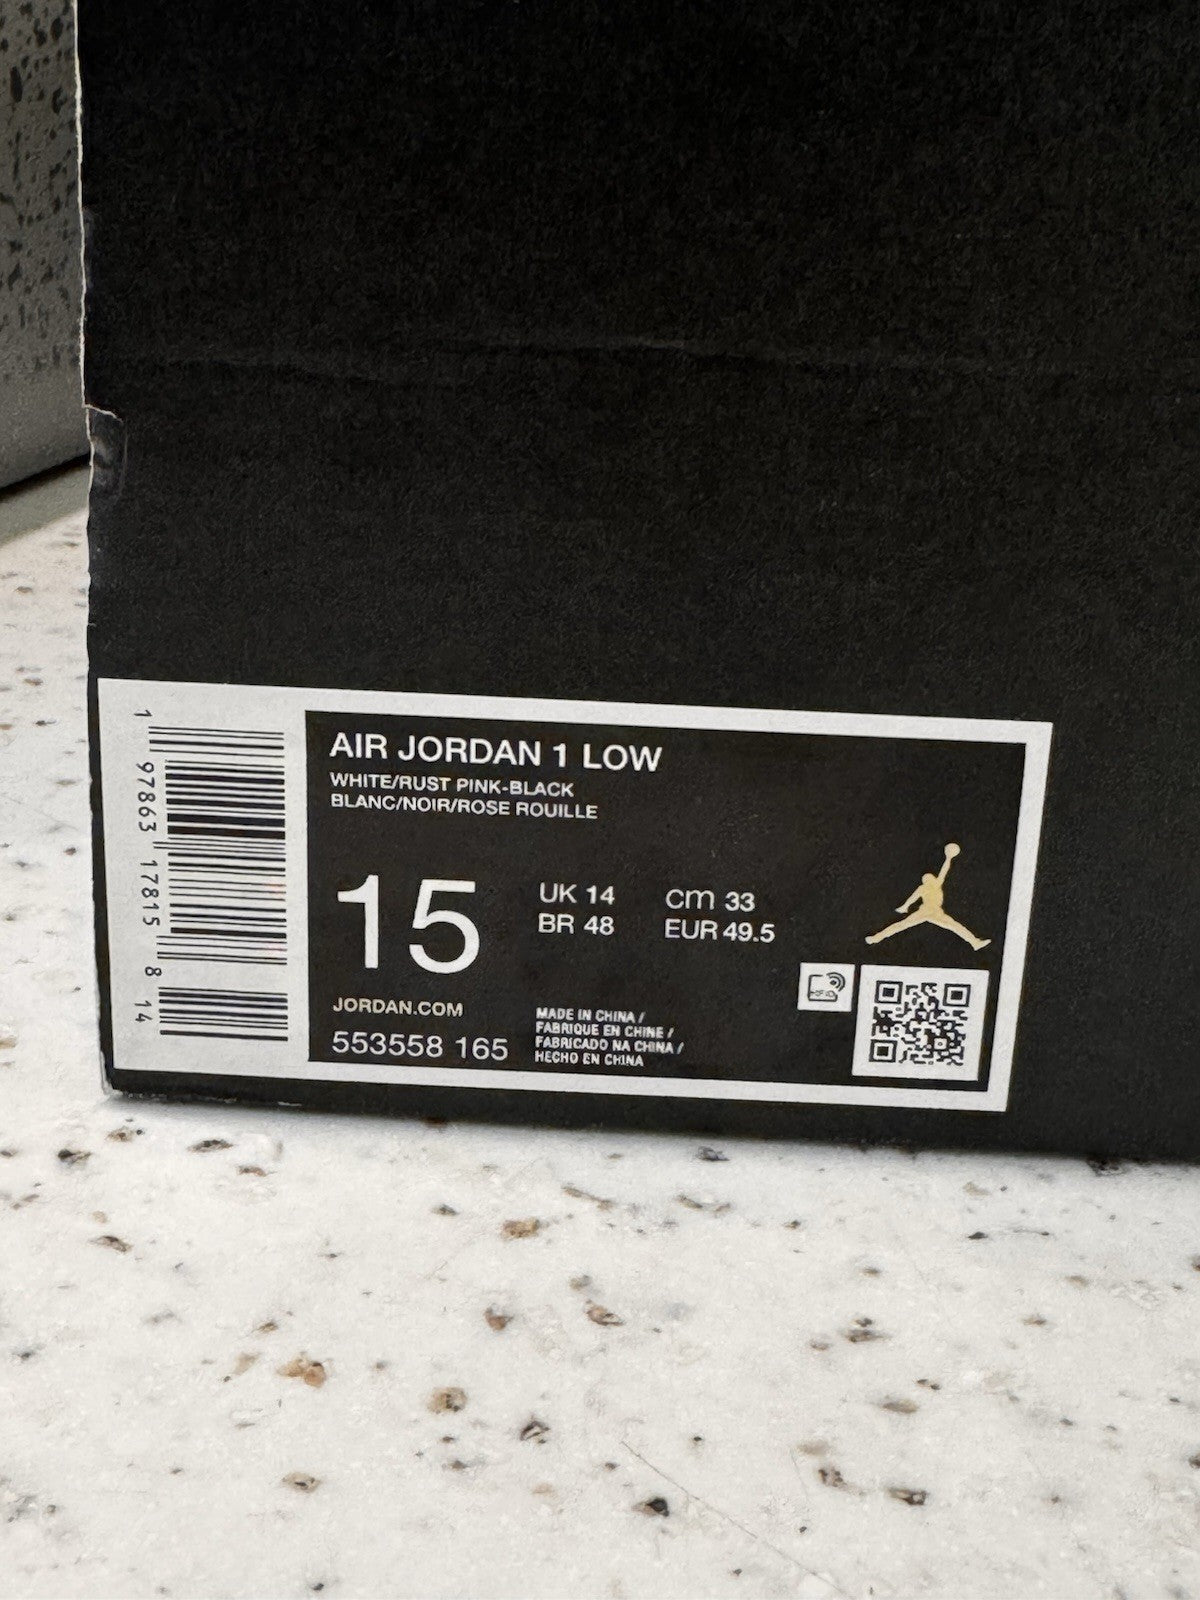 1 97863 17815 8 14
AIR JORDAN 1 LOW
WHITE/RUST PINK-BLACK
BLANC/NOIR/ROSE ROUILLE
15
UK 14 cm 33
BR 48 EUR 49.5
JORDAN.COM
553558 165
MADE IN CHINA /
FABRIQUE EN CHINE /
FABRICADO NA CHINA /
HECHO EN CHINA
RFID